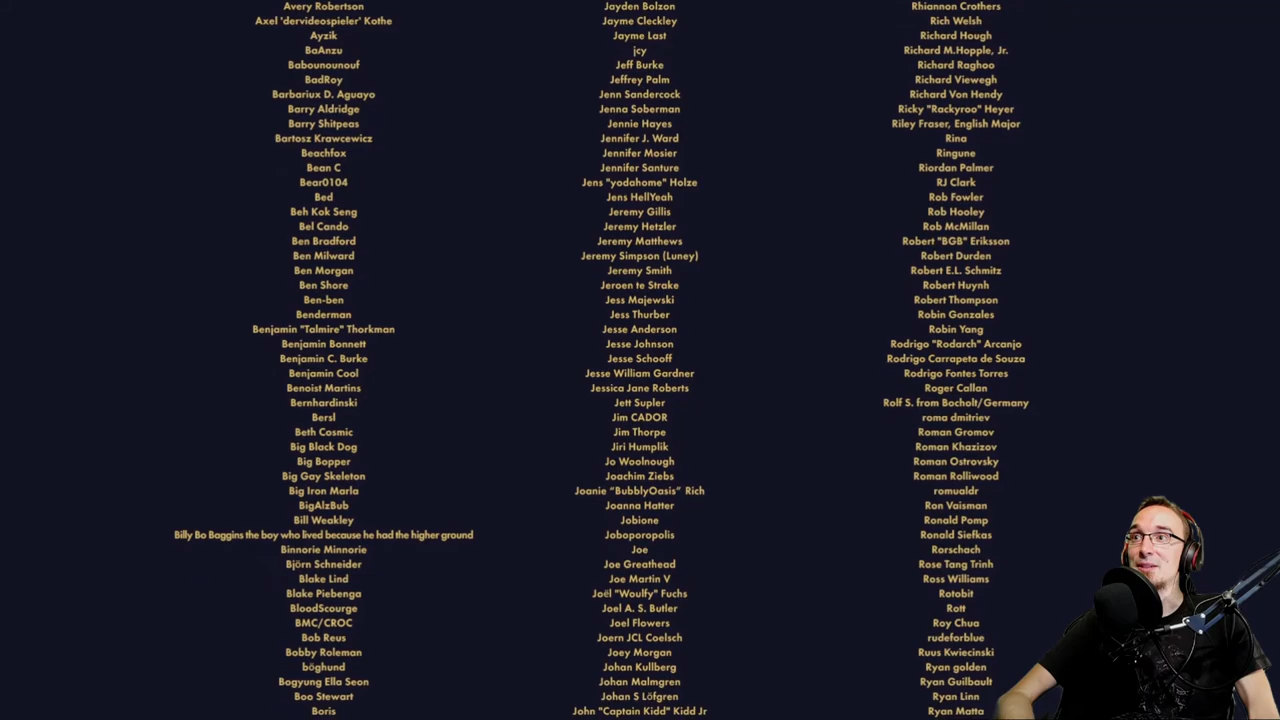 Avery Robertson
Axel 'dervideospieler' Kothe
Ayzik
BaAnzu
Babounounouf
BadRoy
Barbariux D. Aguayo
Barry Aldridge
Barry Shitpeas
Bartosz Krawcewicz
Beachfox
Bean C
Bear0104
Bed
Beh Kok Seng
Bel Cando
Ben Bradford
Ben Milward
Ben Morgan
Ben Shore
Ben-ben
Benderman
Benjamin "Talmire" Thorkman
Benjamin Bonnett
Benjamin C. Burke
Benjamin Cool
Benoist Martins
Bernhardinski
Bersl
Beth Cosmic
Big Black Dog
Big Bopper
Big Gay Skeleton
Big Iron Marla
BigAlzBub
Bill Weakley
Billy Bo Baggins the boy who lived because he had the higher ground
Binnorie Minnorie
Björn Schneider
Blake Lind
Blake Piebenga
BloodScourge
BMC/CROC
Bob Reus
Bobby Roleman
böghund
Bogyung Ella Seon
Boo Stewart
Boris
Jayden Bolzon
Jayme Cleckley
Jayme Last
jcy
Jeff Burke
Jeffrey Palm
Jenn Sandercock
Jenna Soberman
Jennie Hayes
Jennifer J. Ward
Jennifer Mosier
Jennifer Santure
Jens "yodahome" Holze
Jens HellYeah
Jeremy Gillis
Jeremy Hetzler
Jeremy Matthews
Jeremy Simpson (Luney)
Jeremy Smith
Jeroen te Strake
Jess Majewski
Jess Thurber
Jesse Anderson
Jesse Johnson
Jesse Schooff
Jesse William Gardner
Jessica Jane Roberts
Jett Supler
Jim CADOR
Jim Thorpe
Jiri Humplik
Jo Woolnough
Joachim Ziebs
Joanie “BubblyOasis” Rich
Joanna Hatter
Jobione
Joboporopolis
Joe
Joe Greathead
Joe Martin V
Joël "Woulfy" Fuchs
Joel A. S. Butler
Joel Flowers
Joern JCL Coelsch
Joey Morgan
Johan Kullberg
Johan Malmgren
Johan S Löfgren
John "Captain Kidd" Kidd Jr
Rhiannon Crothers
Rich Welsh
Richard Hough
Richard M.Hopple, Jr.
Richard Raghoo
Richard Viewegh
Richard Von Hendy
Ricky "Rackyroo" Heyer
Riley Fraser, English Major
Rina
Ringune
Riordan Palmer
RJ Clark
Rob Fowler
Rob Hooley
Rob McMillan
Robert "BGB" Eriksson
Robert Durden
Robert E.L. Schmitz
Robert Huynh
Robert Thompson
Robin Gonzales
Robin Yang
Rodrigo "Rodarch" Arcanjo
Rodrigo Carrapeta de Souza
Rodrigo Fontes Torres
Roger Callan
Rolf S. from Bocholt/Germany
roma dmitriev
Roman Gromov
Roman Khazizov
Roman Ostrovsky
Roman Rolliwood
romualdr
Ron Vaisman
Ronald Pomp
Ronald Siefkas
Rorschach
Rose Tang Trinh
Ross Williams
Rotobit
Rott
Roy Chua
rudeforblue
Ruus Kwiecinski
Ryan golden
Ryan Guilbault
Ryan Linn
Ryan Matta